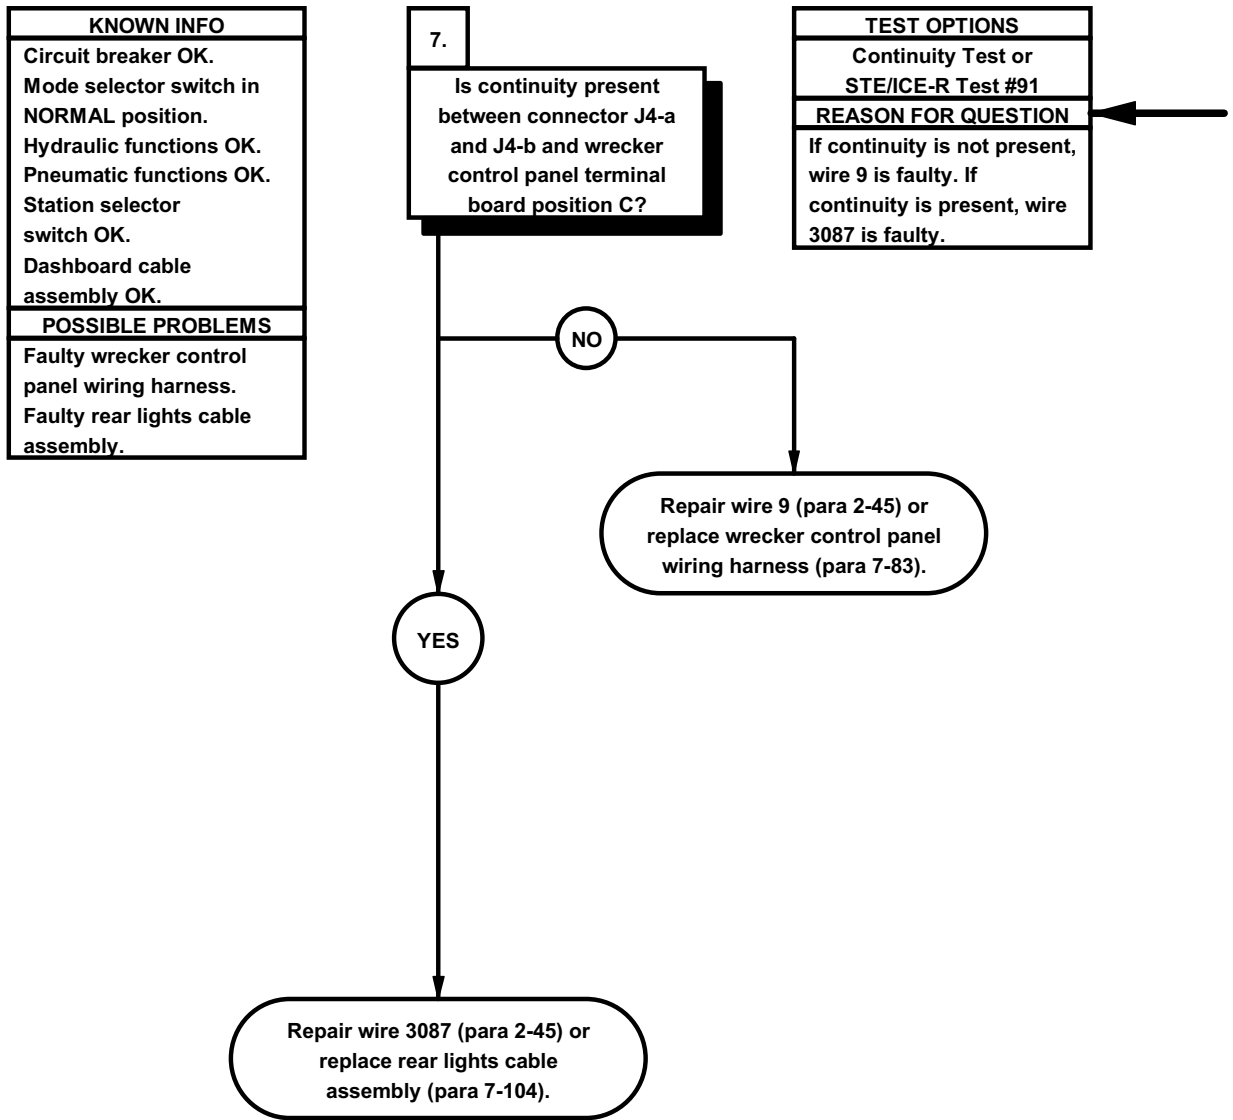 KNOWN INFO
Circuit breaker OK.
Mode selector switch in
NORMAL position.
Hydraulic functions OK.
Pneumatic functions OK.
Station selector
switch OK.
Dashboard cable
assembly OK.
POSSIBLE PROBLEMS
Faulty wrecker control
panel wiring harness.
Faulty rear lights cable
assembly.
7.
Is continuity present
between connector J4-a
and J4-b and wrecker
control panel terminal
board position C?
TEST OPTIONS
Continuity Test or
STE/ICE-R Test #91
REASON FOR QUESTION
If continuity is not present,
wire 9 is faulty. If
continuity is present, wire
3087 is faulty.
NO
Repair wire 9 (para 2-45) or
replace wrecker control panel
wiring harness (para 7-83).
YES
Repair wire 3087 (para 2-45) or
replace rear lights cable
assembly (para 7-104).